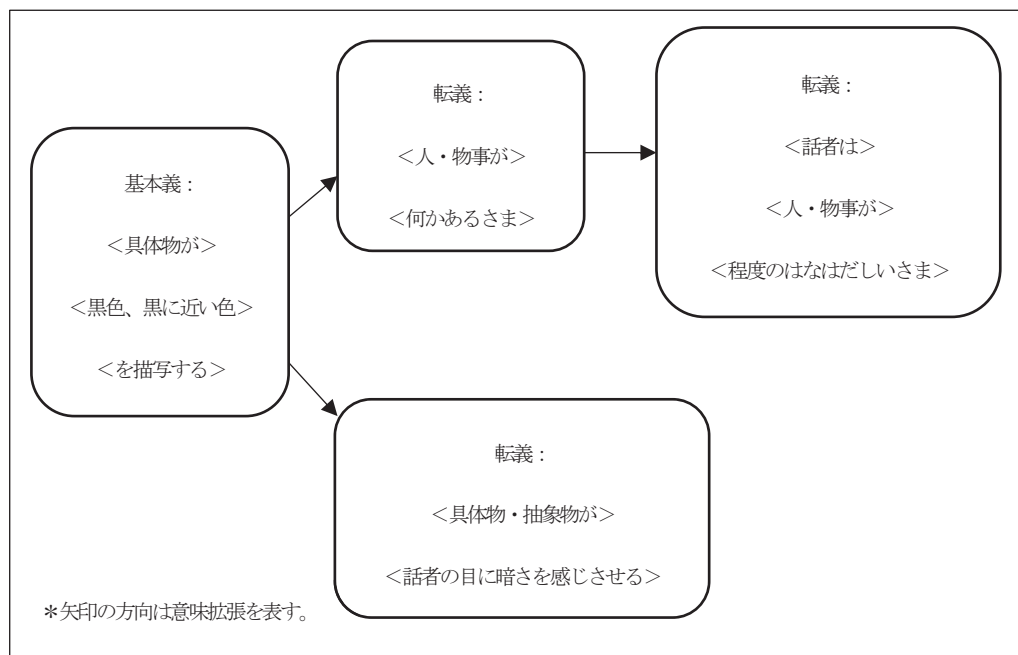 基本義：
＜具体物が＞
＜黒色、黒に近い色＞
＜を描写する＞
転義：
＜人・物事が＞
＜何かあるさま＞
転義：
＜話者は＞
＜人・物事が＞
＜程度のはなはだしいさま＞
転義：
＜具体物・抽象物が＞
＜話者の目に暗さを感じさせる＞
＊矢印の方向は意味拡張を表す。